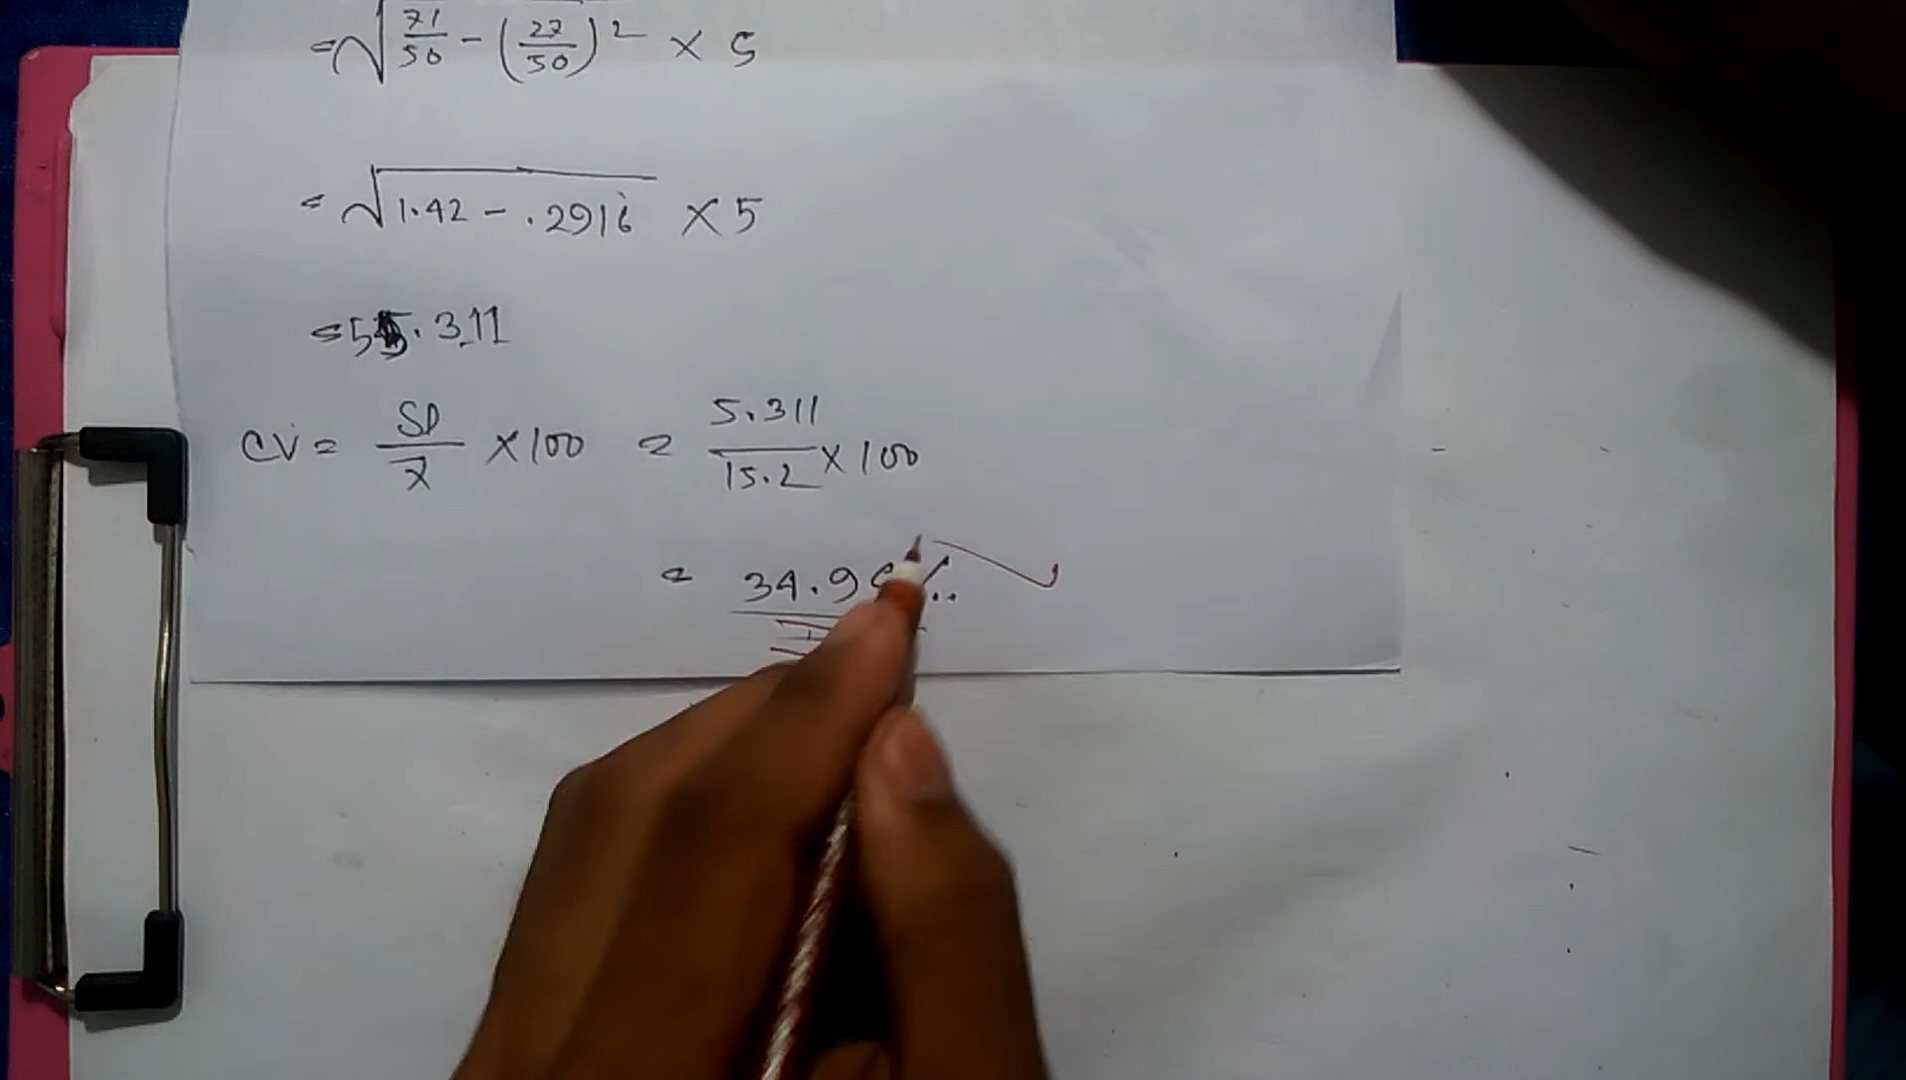 = √ 71/50 - (27/50)² × 5
= √ 1.42 - .2916 × 5
= 5.311
CV = SD/x̄ × 100 = 5.311/15.2 × 100
= 34.9